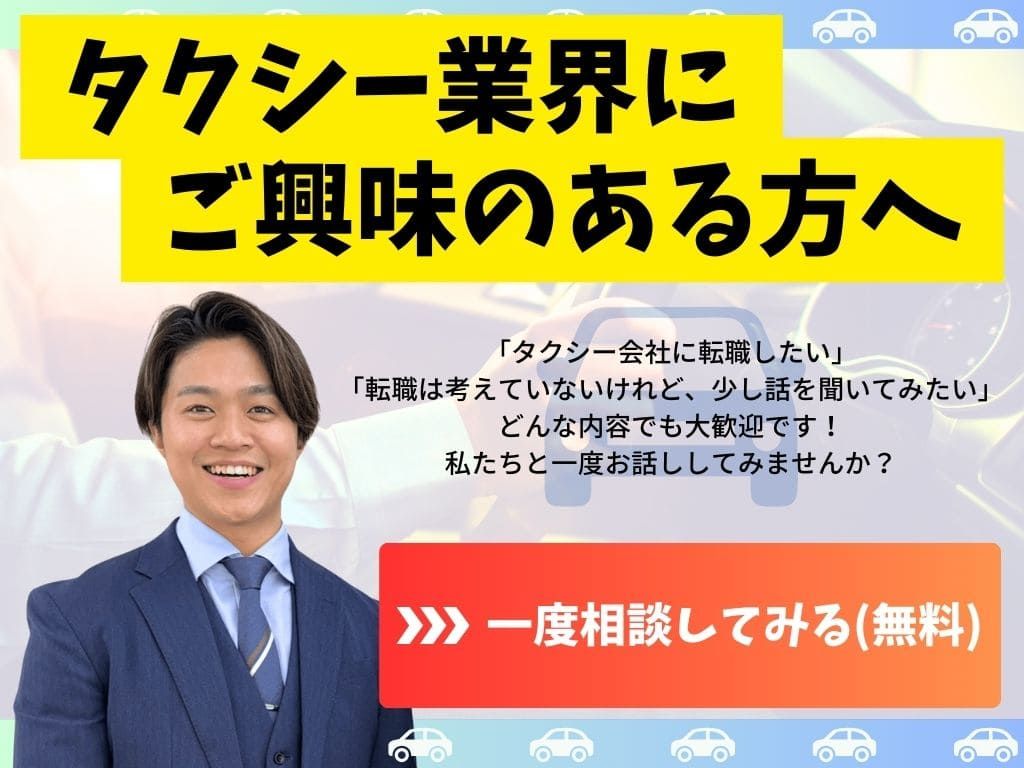 タクシー業界に
ご興味のある方へ
「タクシー会社に転職したい」
「転職は考えていないけれど、少し話を聞いてみたい」
どんな内容でも大歓迎です！
私たちと一度お話ししてみませんか？
一度相談してみる(無料)